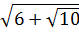 √(6 + √10)